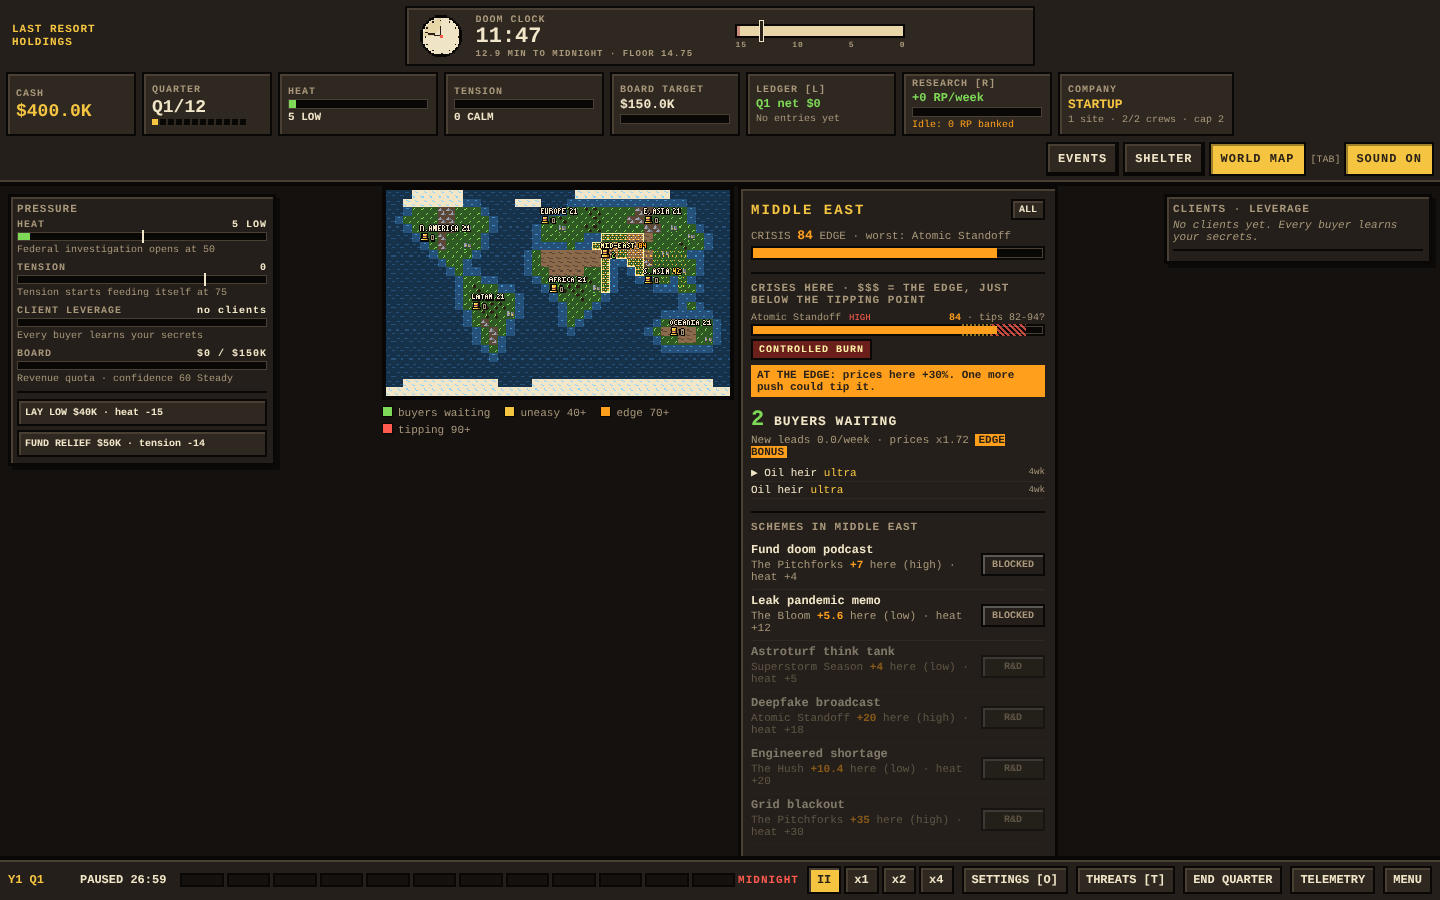 LAST RESORT
HOLDINGS
DOOM CLOCK
11:47
12.9 MIN TO MIDNIGHT · FLOOR 14.75
15 10 5 0
CASH
$400.0K
QUARTER
Q1/12
HEAT
5 LOW
TENSION
0 CALM
BOARD TARGET
$150.0K
LEDGER [L]
Q1 net $0
No entries yet
RESEARCH [R]
+0 RP/week
Idle: 0 RP banked
COMPANY
STARTUP
1 site · 2/2 crews · cap 2
EVENTS
SHELTER
WORLD MAP
[TAB]
SOUND ON
PRESSURE
HEAT 5 LOW
Federal investigation opens at 50
TENSION 0
Tension starts feeding itself at 75
CLIENT LEVERAGE no clients
Every buyer learns your secrets
BOARD $0 / $150K
Revenue quota · confidence 60 Steady
LAY LOW $40K · heat -15
FUND RELIEF $50K · tension -14
N.AMERICA 21
EUROPE 21
E.ASIA 21
MID-EAST 84
S.ASIA 42
AFRICA 21
LATAM 21
OCEANIA 21
buyers waiting
uneasy 40+
edge 70+
tipping 90+
MIDDLE EAST
ALL
CRISIS 84 EDGE · worst: Atomic Standoff
CRISES HERE · $$$ = THE EDGE, JUST
BELOW THE TIPPING POINT
Atomic Standoff HIGH 84 · tips 82-94?
CONTROLLED BURN
AT THE EDGE: prices here +30%. One more
push could tip it.
2 BUYERS WAITING
New leads 0.0/week · prices x1.72 EDGE
BONUS
▶ Oil heir ultra 4wk
Oil heir ultra 4wk
SCHEMES IN MIDDLE EAST
Fund doom podcast
The Pitchforks +7 here (high) ·
heat +4
BLOCKED
Leak pandemic memo
The Bloom +5.6 here (low) · heat
+12
BLOCKED
Astroturf think tank
Superstorm Season +4 here (low) ·
heat +5
R&D
Deepfake broadcast
Atomic Standoff +20 here (high) ·
heat +18
R&D
Engineered shortage
The Hush +10.4 here (low) · heat
+20
R&D
Grid blackout
The Pitchforks +35 here (high) ·
heat +30
R&D
CLIENTS · LEVERAGE
No clients yet. Every buyer learns
your secrets.
Y1 Q1
PAUSED 26:59
MIDNIGHT
II
x1
x2
x4
SETTINGS [O]
THREATS [T]
END QUARTER
TELEMETRY
MENU